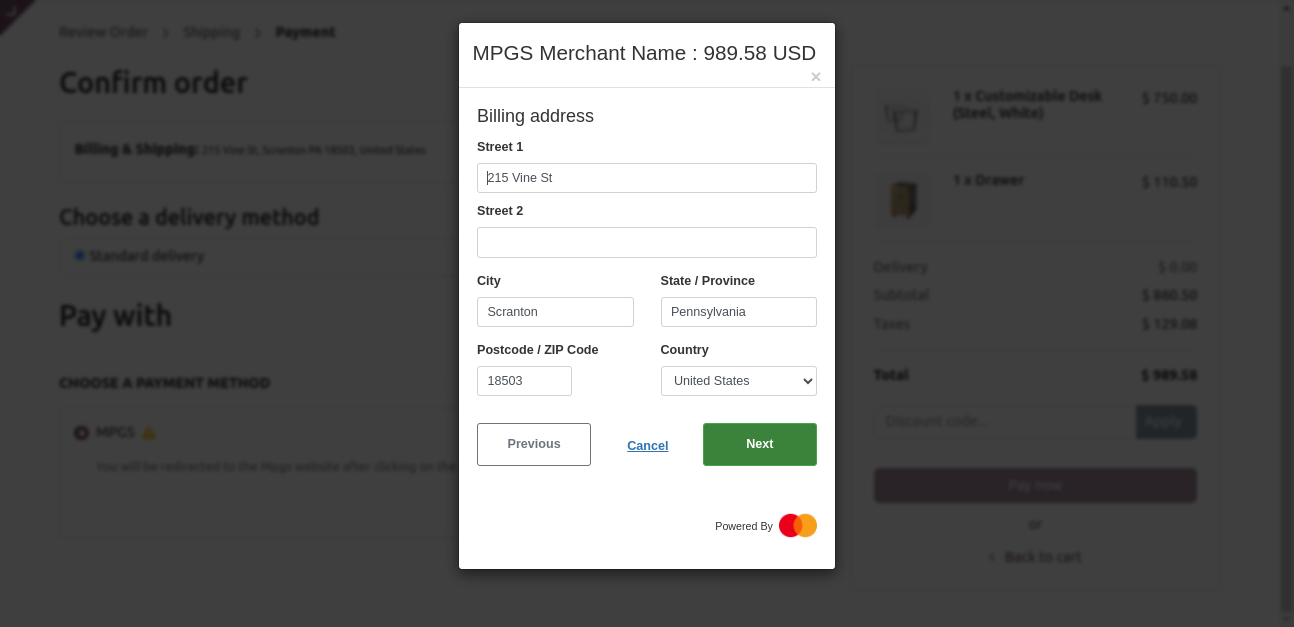 Review Order > Shipping > Payment
Confirm order
Billing & Shipping: 215 Vine St, Scranton PA 18503, United States
Choose a delivery method
Standard delivery
Pay with
CHOOSE A PAYMENT METHOD
MPGS
You will be redirected to the Mpgs website after clicking on the
MPGS Merchant Name : 989.58 USD
×
Billing address
Street 1
215 Vine St
Street 2
City State / Province
Scranton Pennsylvania
Postcode / ZIP Code Country
18503 United States
Previous Cancel Next
Powered By
1 x Customizable Desk $ 750.00
(Steel, White)
1 x Drawer $ 110.50
Delivery $ 0.00
Subtotal $ 860.50
Taxes $ 129.08
Total $ 989.58
Discount code... Apply
Pay now
or
< Back to cart